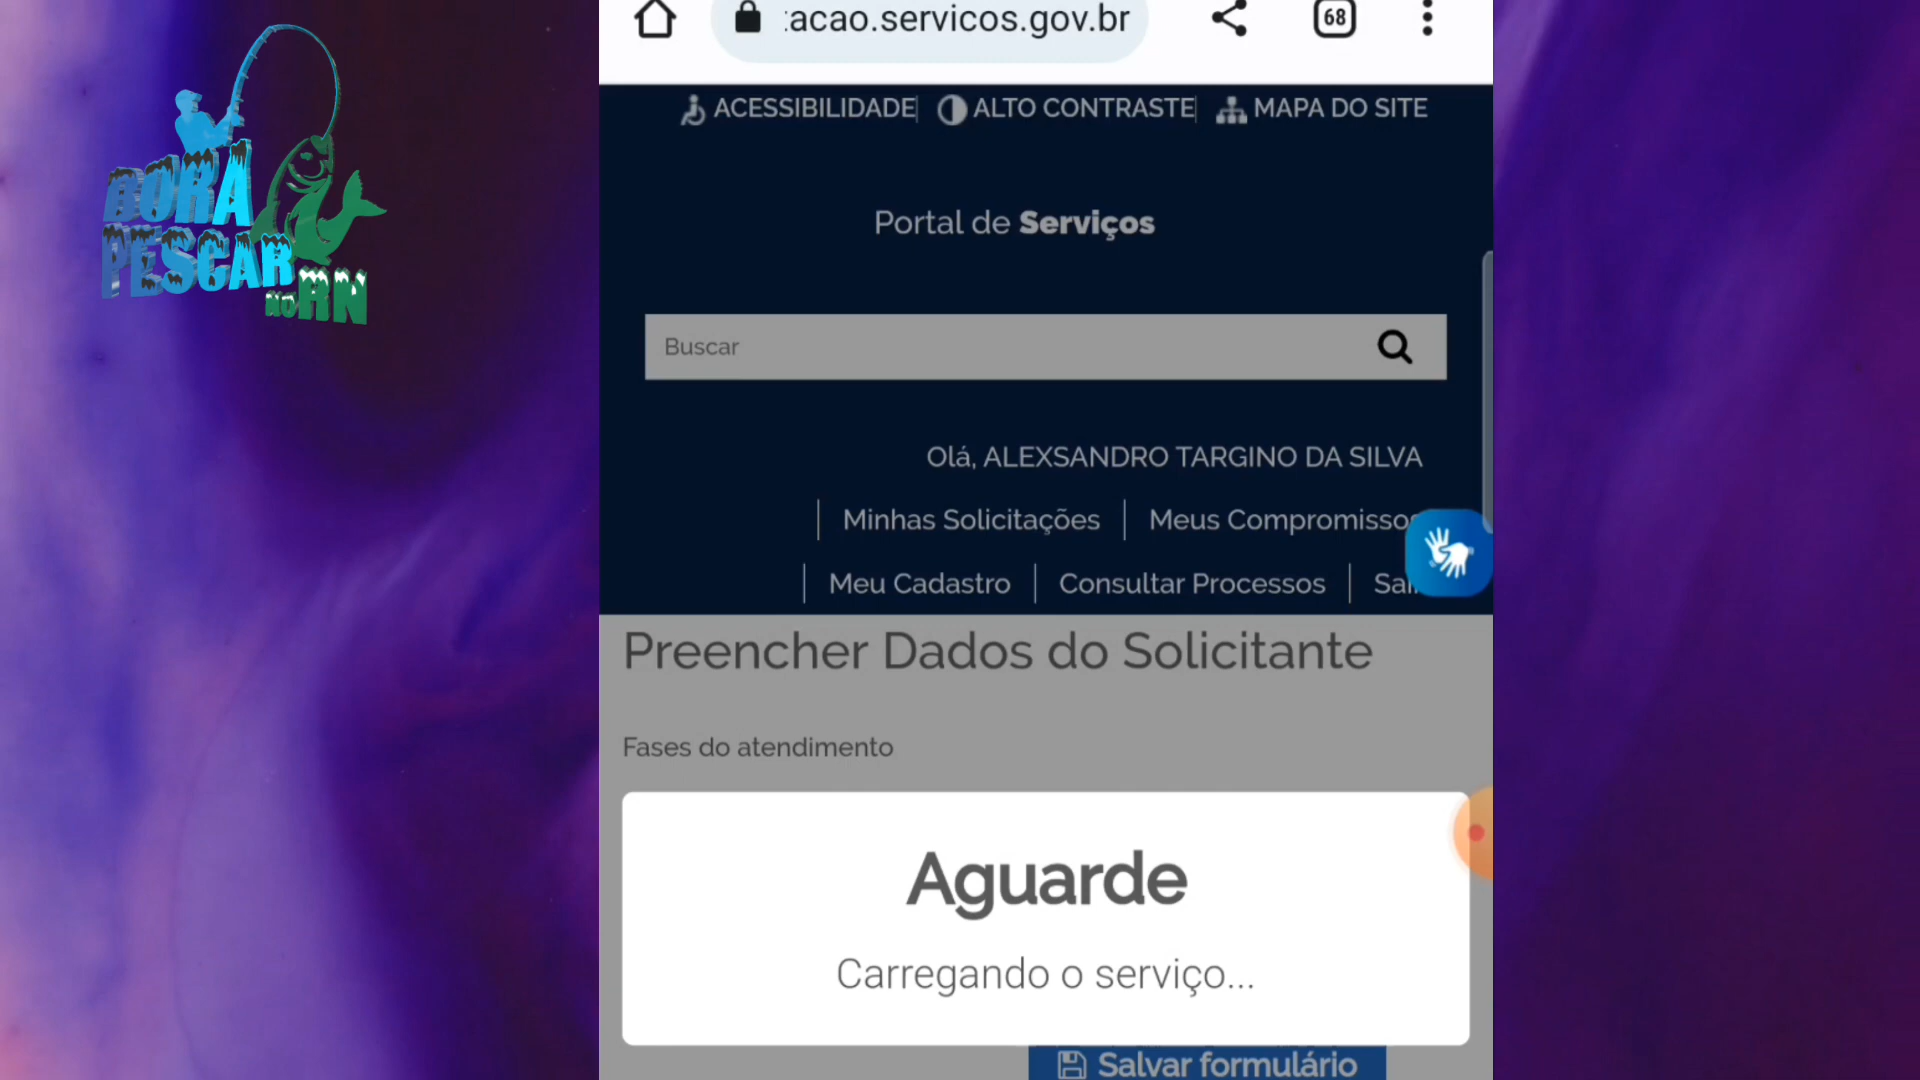 BORA
PESCAR
NO RN
:acao.servicos.gov.br
68
ACESSIBILIDADE
ALTO CONTRASTE
MAPA DO SITE
Portal de Serviços
Buscar
Olá, ALEXSANDRO TARGINO DA SILVA
Minhas Solicitações
Meus Compromissos
Meu Cadastro
Consultar Processos
Preencher Dados do Solicitante
Fases do atendimento
Aguarde
Carregando o serviço...
Salvar formulário